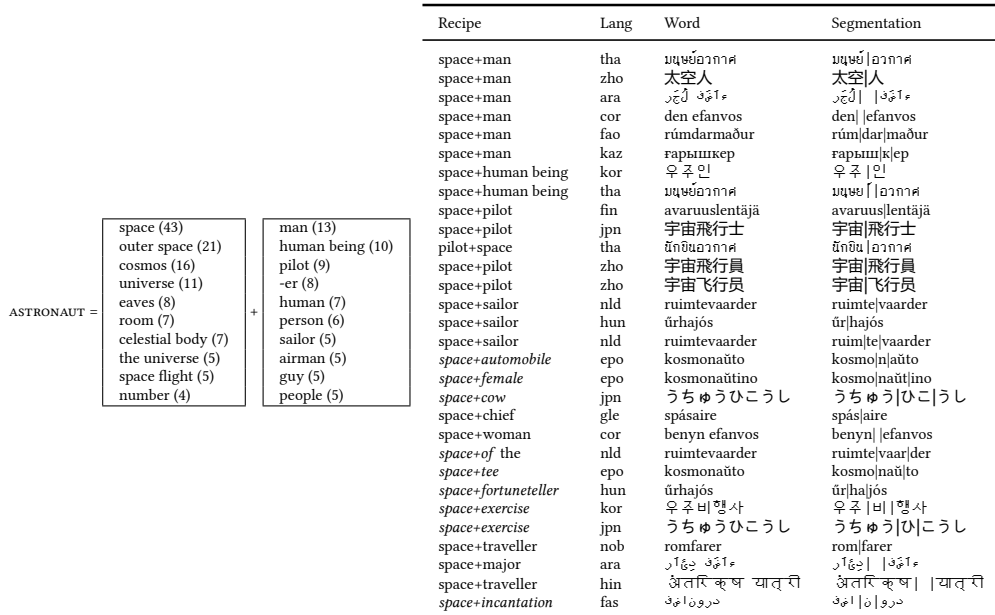 ASTRONAUT =
space (43)
outer space (21)
cosmos (16)
universe (11)
eaves (8)
room (7)
celestial body (7)
the universe (5)
space flight (5)
number (4)
+
man (13)
human being (10)
pilot (9)
-er (8)
human (7)
person (6)
sailor (5)
airman (5)
guy (5)
people (5)
Recipe Lang Word Segmentation
space+man tha มนุษย์อวกาศ มนุษย์|อวกาศ
space+man zho 太空人 太空|人
space+man ara
space+man cor den efanvos den| |efanvos
space+man fao rúmdarmaður rúm|dar|maður
space+man kaz ғарышкер ғарыш|к|ер
space+human being kor 우주인 우주|인
space+human being tha มนุษย์อวกาศ มนุษย|์|อวกาศ
space+pilot fin avaruuslentäjä avaruus|lentäjä
space+pilot jpn 宇宙飛行士 宇宙|飛行士
pilot+space tha นักบินอวกาศ นักบิน|อวกาศ
space+pilot zho 宇宙飛行員 宇宙|飛行員
space+pilot zho 宇宙飞行员 宇宙|飞行员
space+sailor nld ruimtevaarder ruimte|vaarder
space+sailor hun űrhajós űr|hajós
space+sailor nld ruimtevaarder ruim|te|vaarder
space+automobile epo kosmonaŭto kosmo|n|aŭto
space+female epo kosmonaŭtino kosmo|naŭt|ino
space+cow jpn うちゅうひこうし うちゅう|ひこ|うし
space+chief gle spásaire spás|aire
space+woman cor benyn efanvos benyn| |efanvos
space+of the nld ruimtevaarder ruimte|vaar|der
space+tee epo kosmonaŭto kosmo|naŭ|to
space+fortuneteller hun űrhajós űr|ha|jós
space+exercise kor 우주비행사 우주|비|행사
space+exercise jpn うちゅうひこうし うちゅう|ひ|こうし
space+traveller nob romfarer rom|farer
space+major ara
space+traveller hin अंतरिक्ष यात्री अंतरिक्ष| |यात्री
space+incantation fas